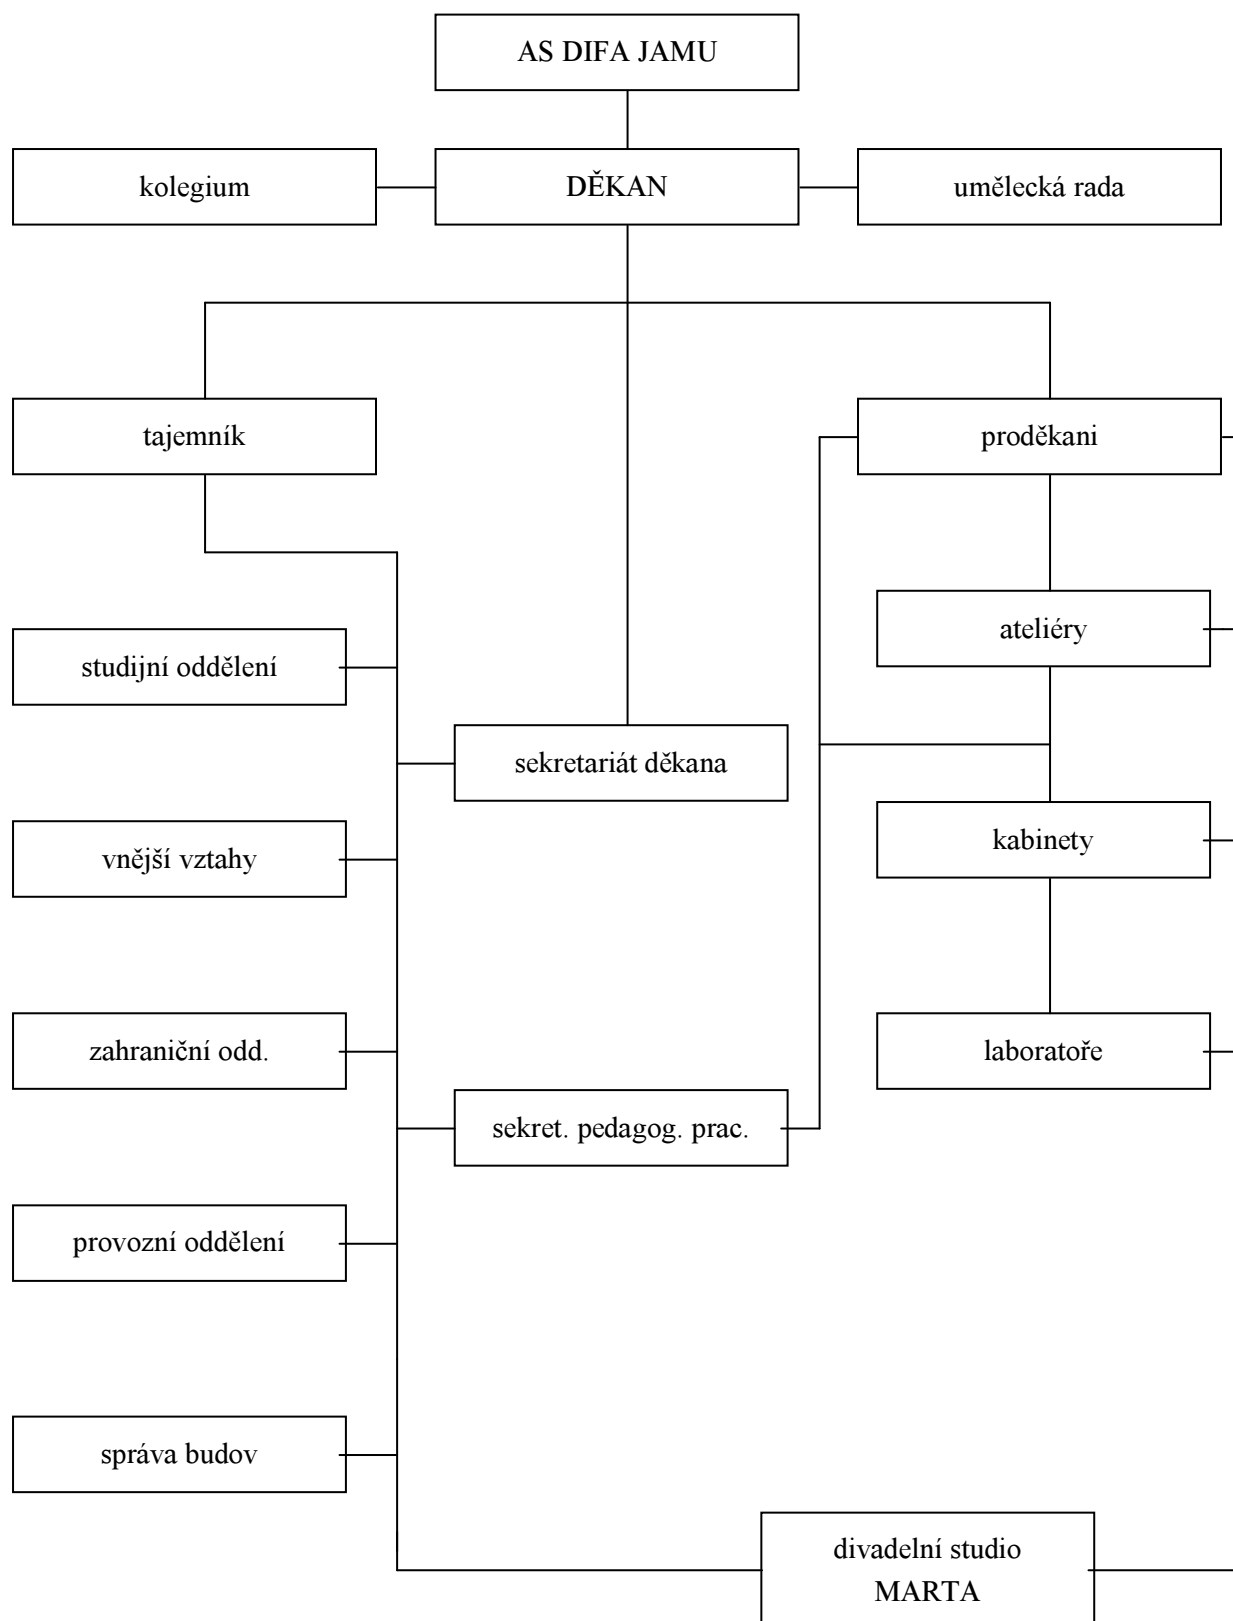 AS DIFA JAMU
kolegium
DĚKAN
umělecká rada
tajemník
proděkani
ateliéry
studijní oddělení
sekretariát děkana
vnější vztahy
kabinety
zahraniční odd.
laboratoře
sekret. pedagog. prac.
provozní oddělení
správa budov
divadelní studio
MARTA